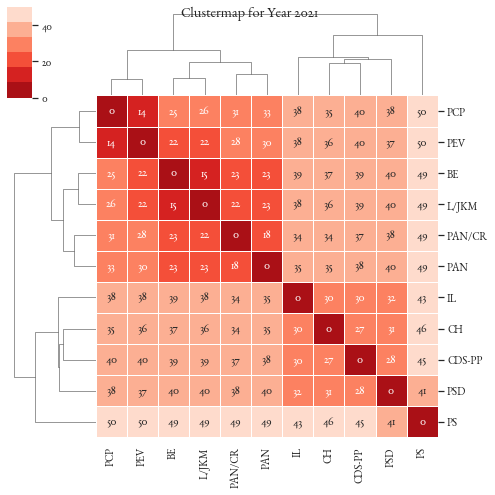 Clustermap for Year 2021
40
20
0
0 14 25 26 31 33 38 35 40 38 50 PCP
14 0 22 22 28 30 38 36 40 37 50 PEV
25 22 0 15 23 23 39 37 39 40 49 BE
26 22 15 0 22 23 38 36 39 40 49 L/JKM
31 28 23 22 0 18 34 34 37 38 49 PAN/CR
33 30 23 23 18 0 35 35 38 40 49 PAN
38 38 39 38 34 35 0 30 30 32 43 IL
35 36 37 36 34 35 30 0 27 31 46 CH
40 40 39 39 37 38 30 27 0 28 45 CDS-PP
38 37 40 40 38 40 32 31 28 0 41 PSD
50 50 49 49 49 49 43 46 45 41 0 PS
PCP PEV BE L/JKM PAN/CR PAN IL CH CDS-PP PSD PS